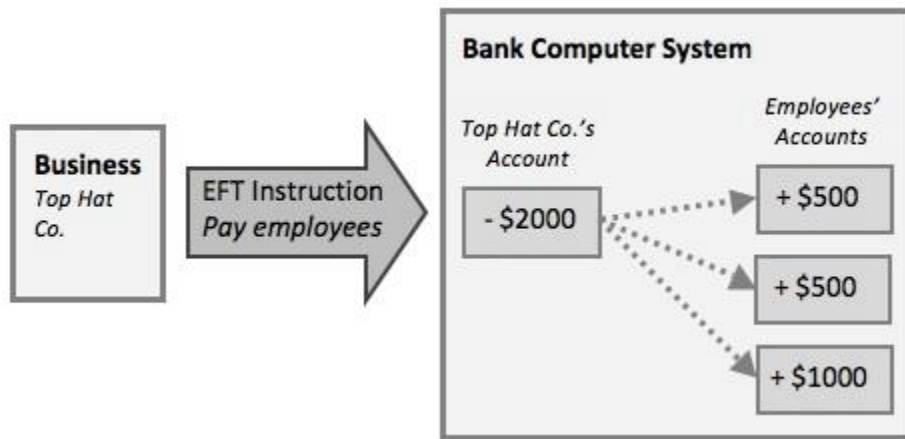 Business
Top Hat
Co.
EFT Instruction
Pay employees
Bank Computer System
Top Hat Co.'s
Account
- $2000
Employees'
Accounts
+ $500
+ $500
+ $1000